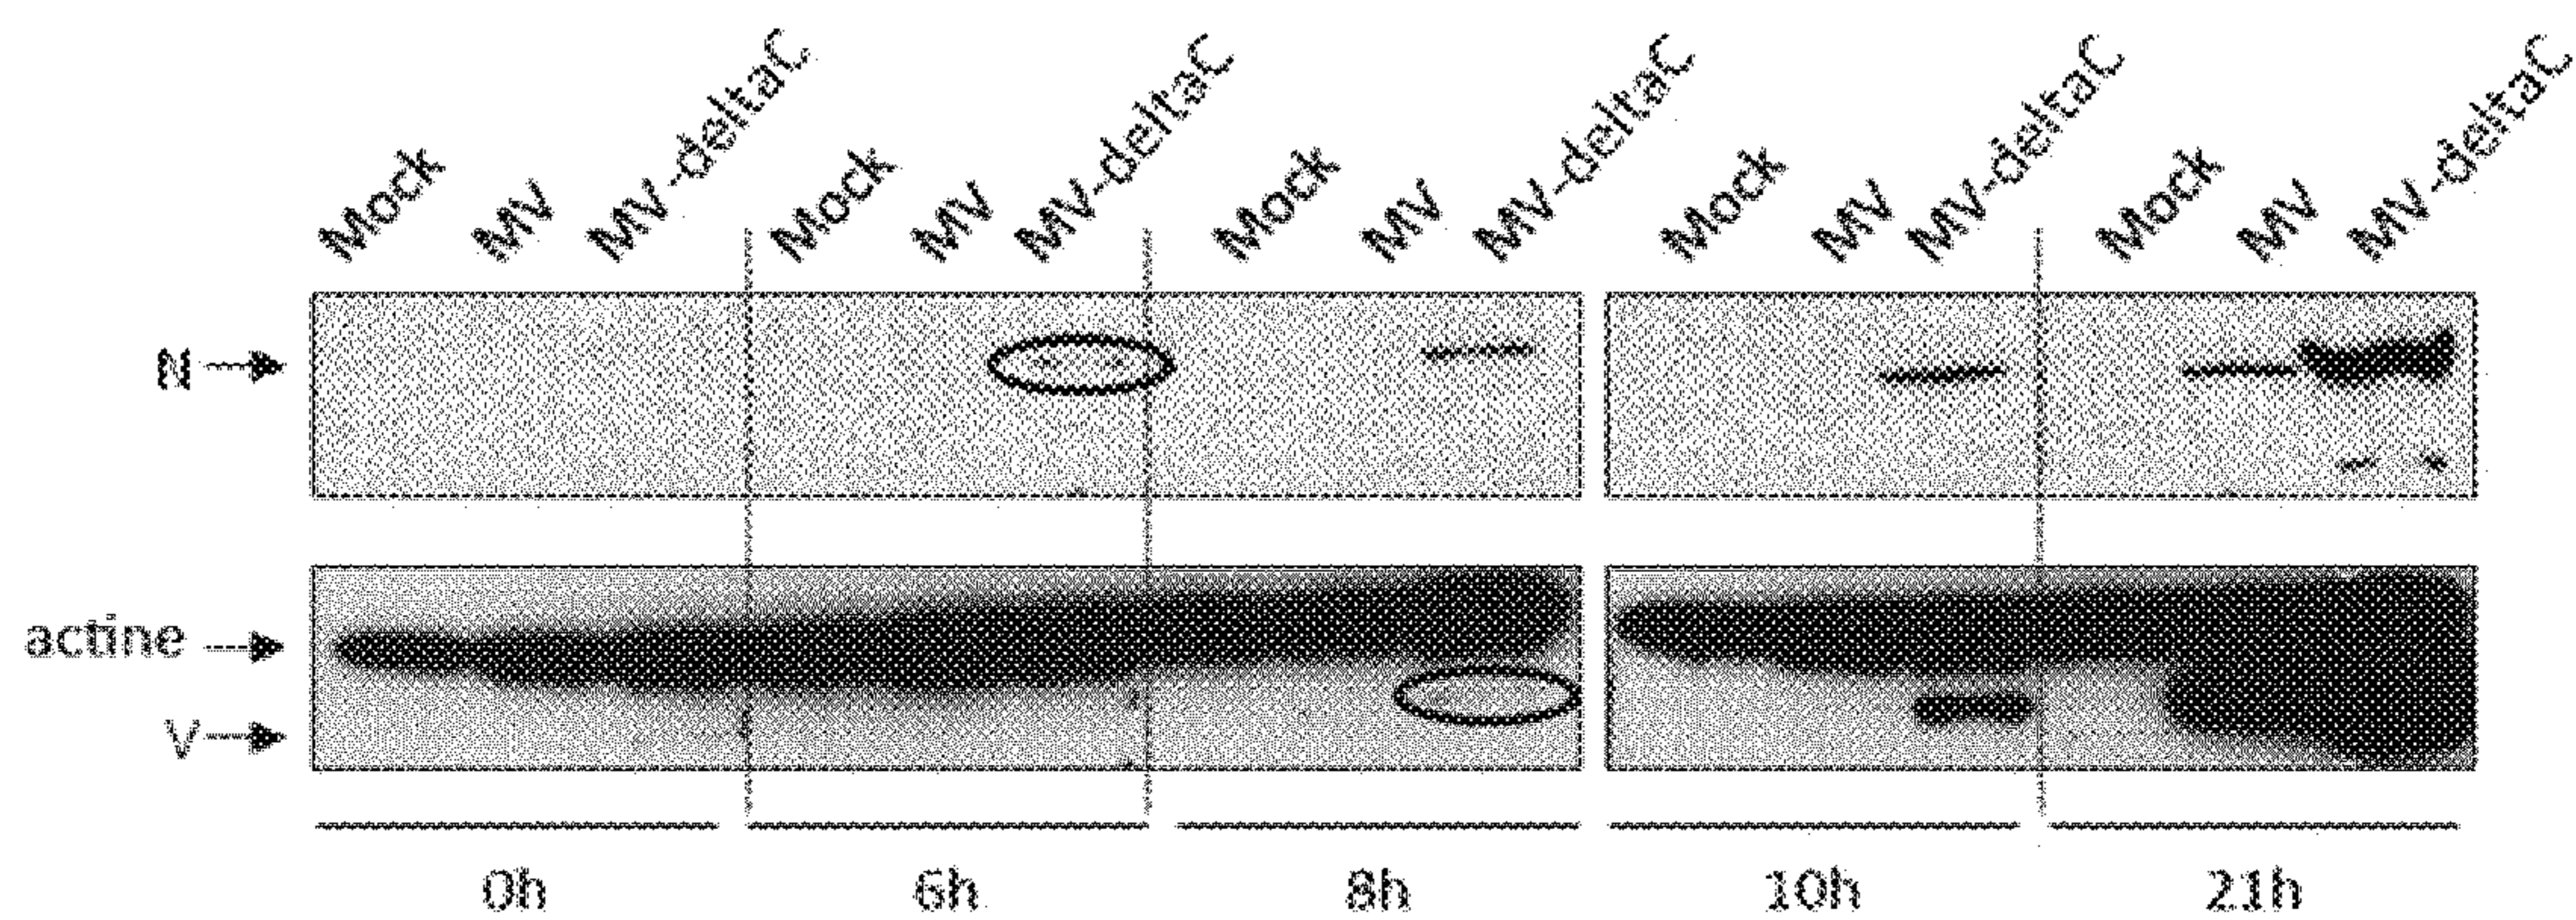 Mock MV MV-deltaC Mock MV MV-deltaC Mock MV MV-deltaC Mock MV MV-deltaC Mock MV MV-deltaC
N
actine
V
0h 6h 8h 10h 21h